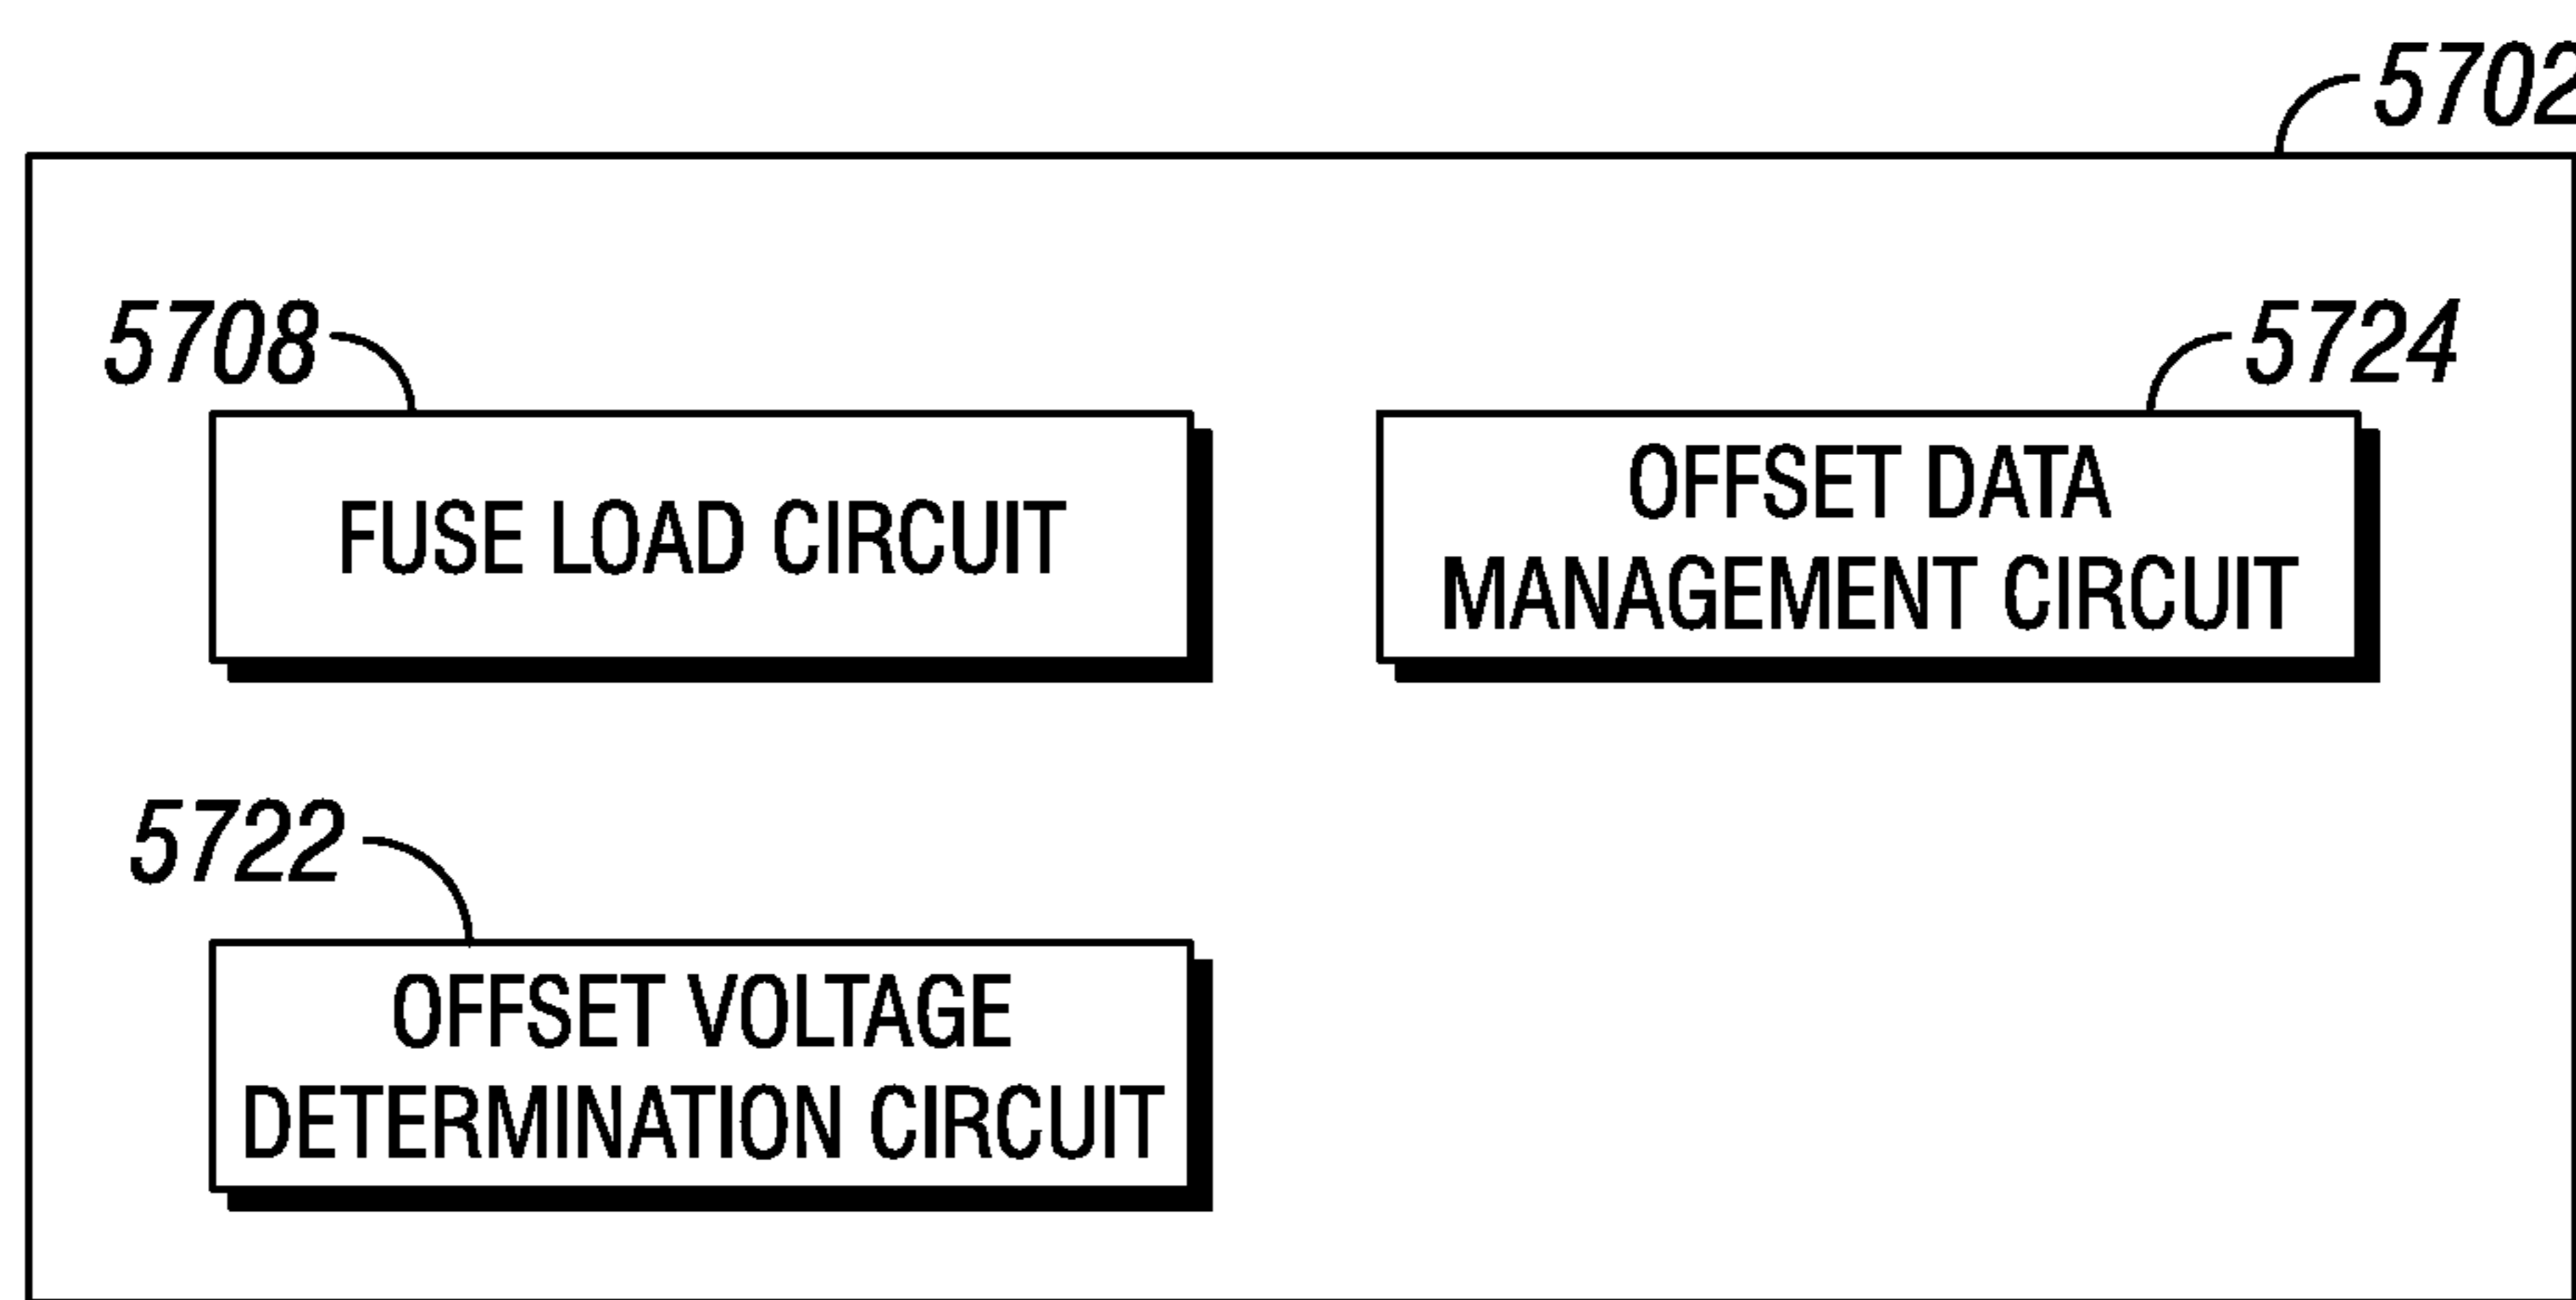 5702
5708
5724
FUSE LOAD CIRCUIT
OFFSET DATA
MANAGEMENT CIRCUIT
5722
OFFSET VOLTAGE
DETERMINATION CIRCUIT